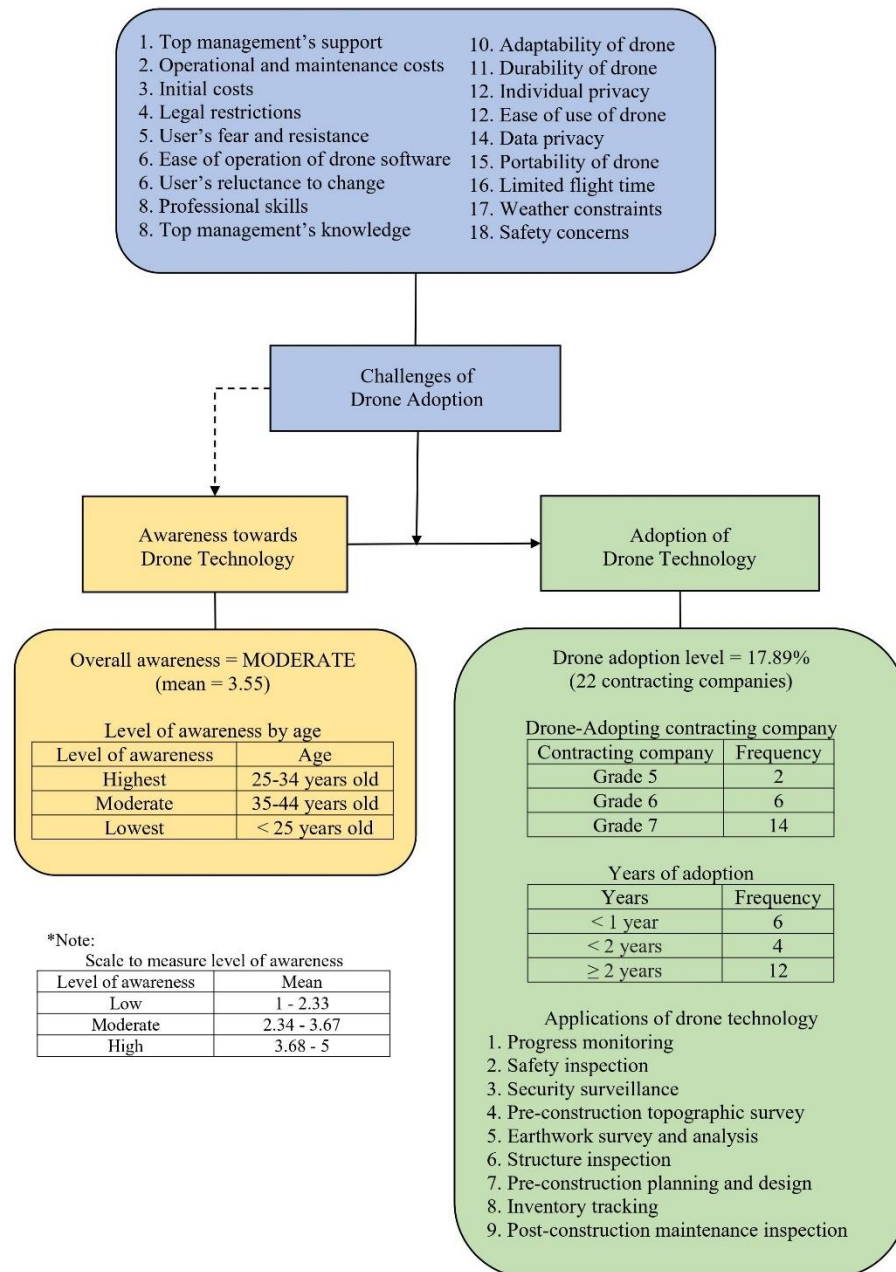 1. Top management's support
2. Operational and maintenance costs
3. Initial costs
4. Legal restrictions
5. User's fear and resistance
6. Ease of operation of drone software
6. User's reluctance to change
8. Professional skills
8. Top management's knowledge
10. Adaptability of drone
11. Durability of drone
12. Individual privacy
12. Ease of use of drone
14. Data privacy
15. Portability of drone
16. Limited flight time
17. Weather constraints
18. Safety concerns
Challenges of
Drone Adoption
Awareness towards
Drone Technology
Adoption of
Drone Technology
Overall awareness = MODERATE
(mean = 3.55)
Level of awareness by age
Level of awareness Age
Highest 25-34 years old
Moderate 35-44 years old
Lowest < 25 years old
*Note:
Scale to measure level of awareness
Level of awareness Mean
Low 1 - 2.33
Moderate 2.34 - 3.67
High 3.68 - 5
Drone adoption level = 17.89%
(22 contracting companies)
Drone-Adopting contracting company
Contracting company Frequency
Grade 5 2
Grade 6 6
Grade 7 14
Years of adoption
Years Frequency
< 1 year 6
< 2 years 4
≥ 2 years 12
Applications of drone technology
1. Progress monitoring
2. Safety inspection
3. Security surveillance
4. Pre-construction topographic survey
5. Earthwork survey and analysis
6. Structure inspection
7. Pre-construction planning and design
8. Inventory tracking
9. Post-construction maintenance inspection